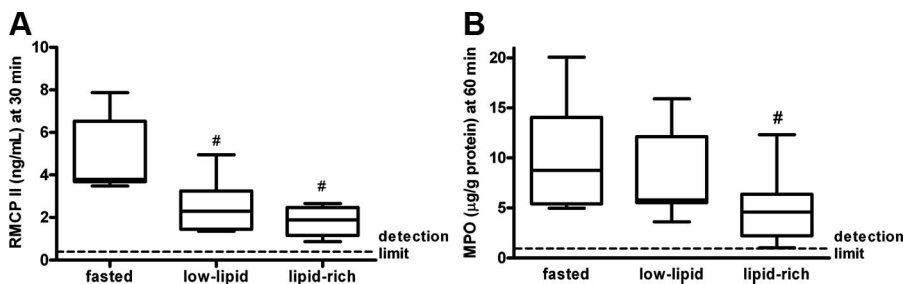 A
RMCP II (ng/mL) at 30 min
10
8
6
4
2
0
#
#
detection
limit
fasted
low-lipid
lipid-rich
B
MPO (µg/g protein) at 60 min
20
15
10
5
0
#
detection
limit
fasted
low-lipid
lipid-rich